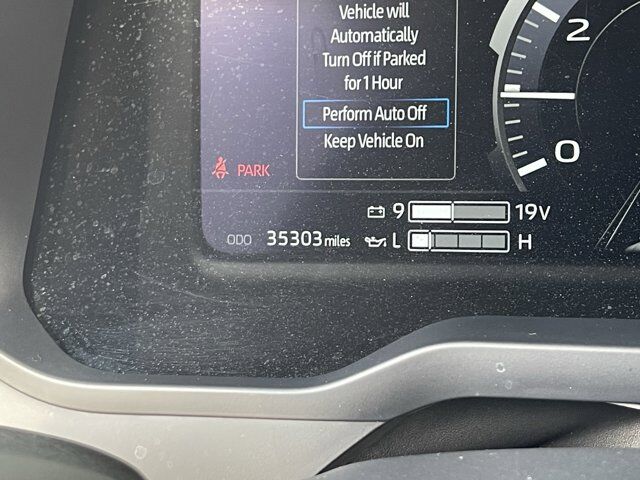 Vehicle will
Automatically
Turn Off if Parked
for 1 Hour
Perform Auto Off
Keep Vehicle On
2
0
PARK
9 19V
ODO 35303 miles L H